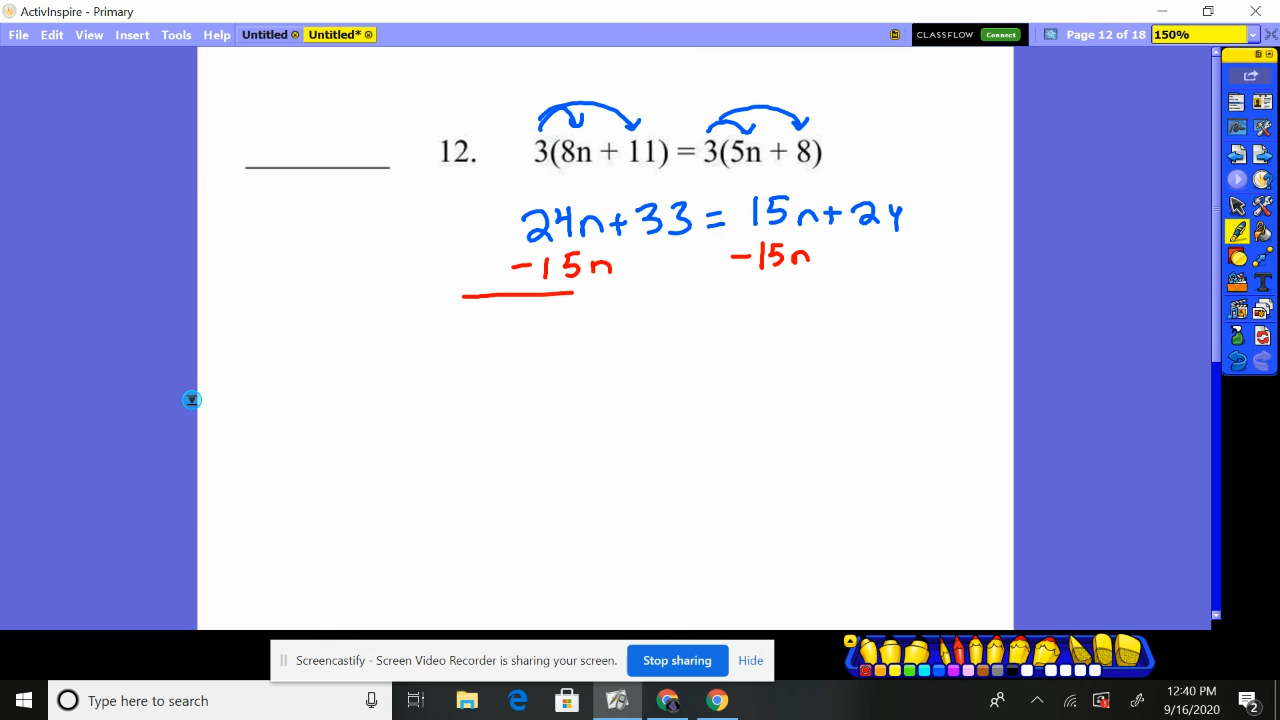 ActivInspire - Primary
File Edit View Insert Tools Help Untitled Untitled* CLASSFLOW Connect Page 12 of 18 150%
12. 3(8n + 11) = 3(5n + 8)
24n+33 = 15n+24
-15n -15n
Screencastify - Screen Video Recorder is sharing your screen. Stop sharing Hide
Type here to search
12:40 PM
9/16/2020
2